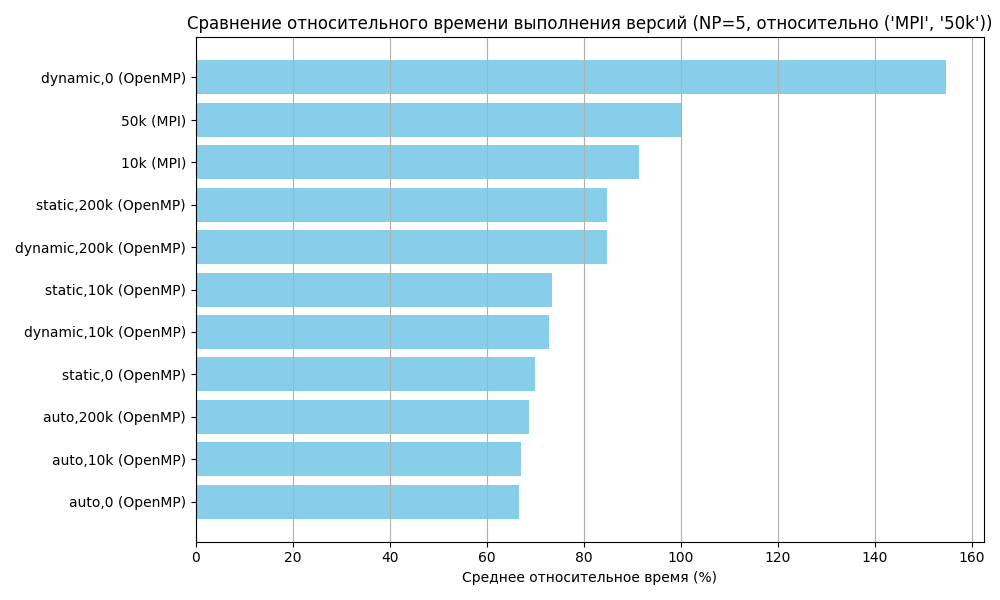 Сравнение относительного времени выполнения версий (NP=5, относительно ('MPI', '50k'))
dynamic,0 (OpenMP)
50k (MPI)
10k (MPI)
static,200k (OpenMP)
dynamic,200k (OpenMP)
static,10k (OpenMP)
dynamic,10k (OpenMP)
static,0 (OpenMP)
auto,200k (OpenMP)
auto,10k (OpenMP)
auto,0 (OpenMP)
0 20 40 60 80 100 120 140 160
Среднее относительное время (%)